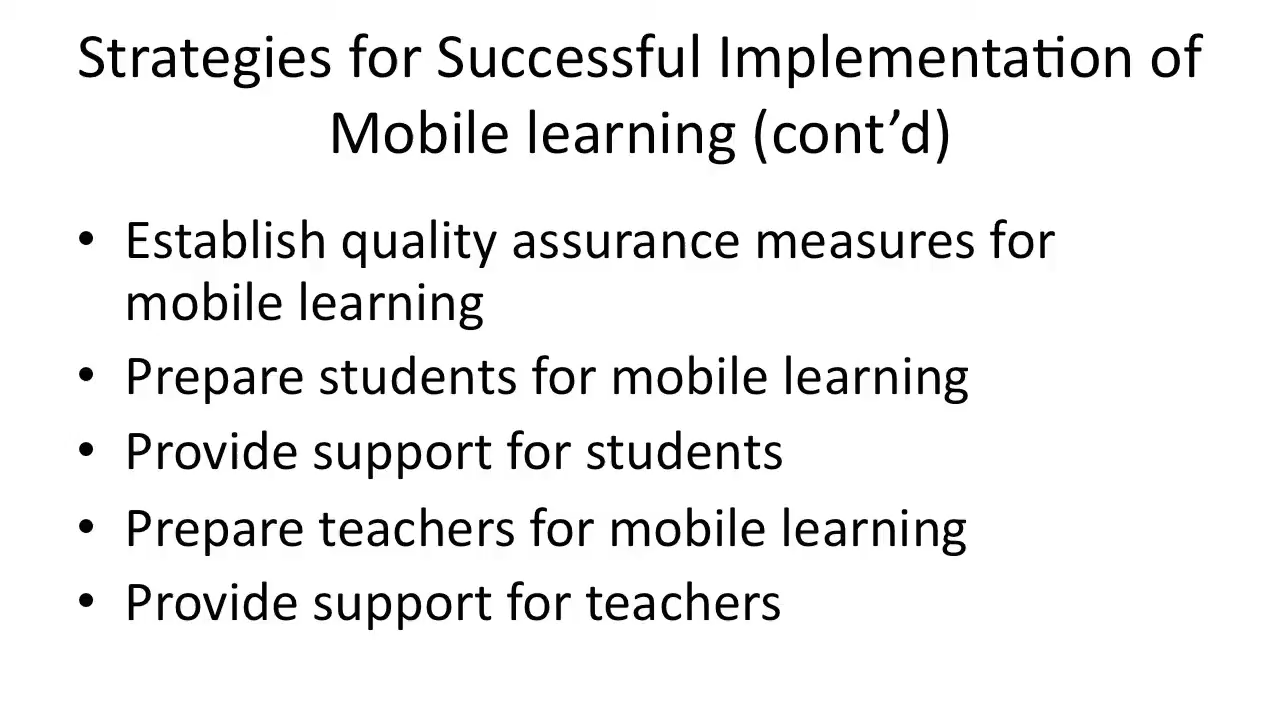 Strategies for Successful Implementation of
Mobile learning (cont’d)
• Establish quality assurance measures for
mobile learning
• Prepare students for mobile learning
• Provide support for students
• Prepare teachers for mobile learning
• Provide support for teachers